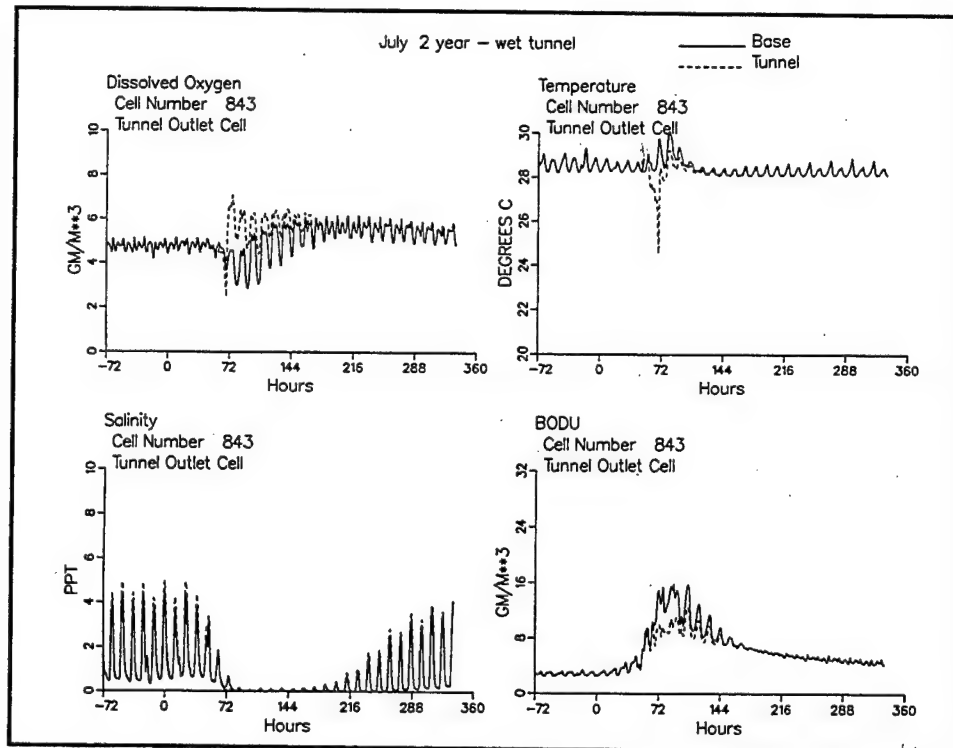 July 2 year – wet tunnel
Base
Tunnel
Dissolved Oxygen
Cell Number 843
Tunnel Outlet Cell
10
8
6
4
2
0
GM/M**3
-72 0 72 144 216 288 360
Hours
Temperature
Cell Number 843
Tunnel Outlet Cell
30
28
26
24
22
20
DEGREES C
-72 0 72 144 216 288 360
Hours
Salinity
Cell Number 843
Tunnel Outlet Cell
10
8
6
4
2
0
PPT
-72 0 72 144 216 288 360
Hours
BODU
Cell Number 843
Tunnel Outlet Cell
32
24
16
8
0
GM/M**3
-72 0 72 144 216 288 360
Hours